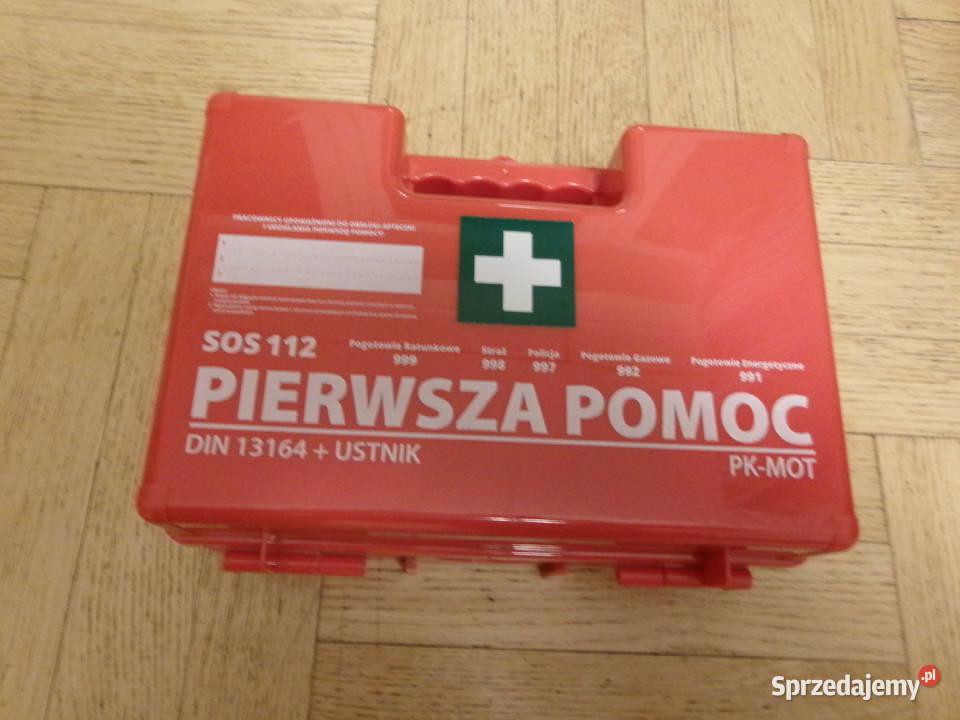 PRACOWNICY UPOWAŻNIENI DO OBSŁUGI APTECZKI
I UDZIELANIA PIERWSZEJ POMOCY:
SOS 112
Pogotowie Ratunkowe Straż Policja Pogotowie Gazowe Pogotowie Energetyczne
999 998 997 992 991
PIERWSZA POMOC
DIN 13164 + USTNIK
PK-MOT
Sprzedajemy.pl